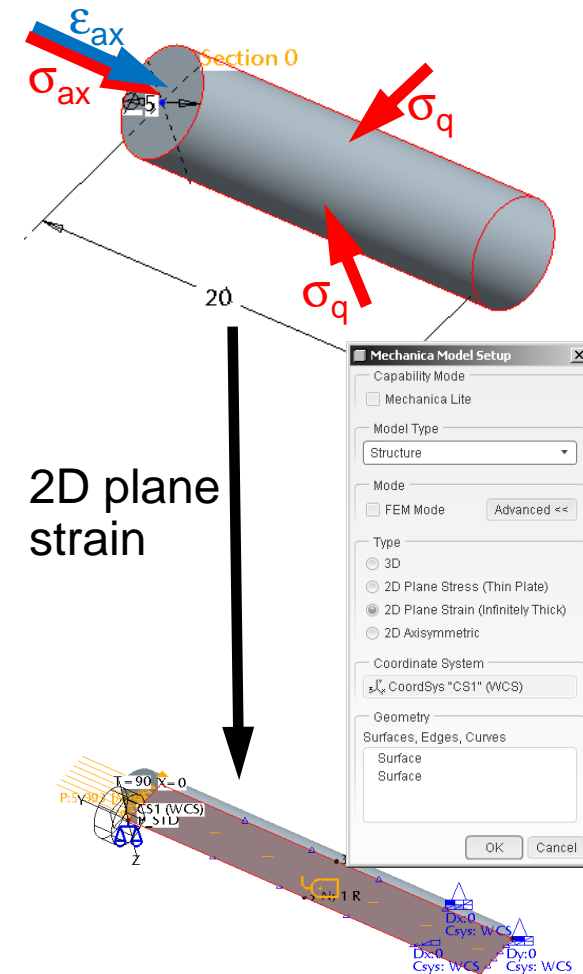 εax
σax
Section 0
5
σq
σq
20
2D plane
strain
Mechanica Model Setup
Capability Mode
Mechanica Lite
Model Type
Structure
Mode
FEM Mode
Advanced <<
Type
3D
2D Plane Stress (Thin Plate)
2D Plane Strain (Infinitely Thick)
2D Axisymmetric
Coordinate System
CoordSys "CS1" (WCS)
Geometry
Surfaces, Edges, Curves
Surface
Surface
OK
Cancel
T=90 X=0
Y
CS1 (WCS)
Z
Dx:0
Csys: WCS
Dx:0
Csys: WCS
Dy:0
Csys: WCS